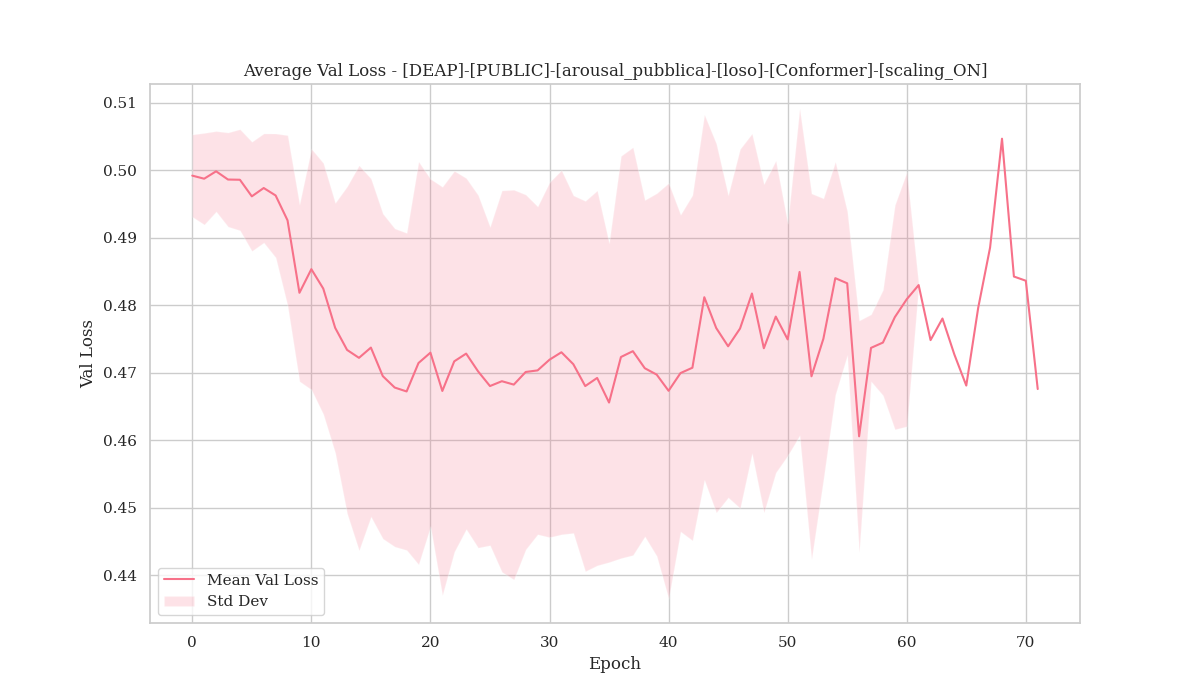 Average Val Loss - [DEAP]-[PUBLIC]-[arousal_pubblica]-[loso]-[Conformer]-[scaling_ON]
0.51
0.50
0.49
0.48
0.47
0.46
0.45
0.44
Val Loss
Mean Val Loss
Std Dev
0 10 20 30 40 50 60 70
Epoch